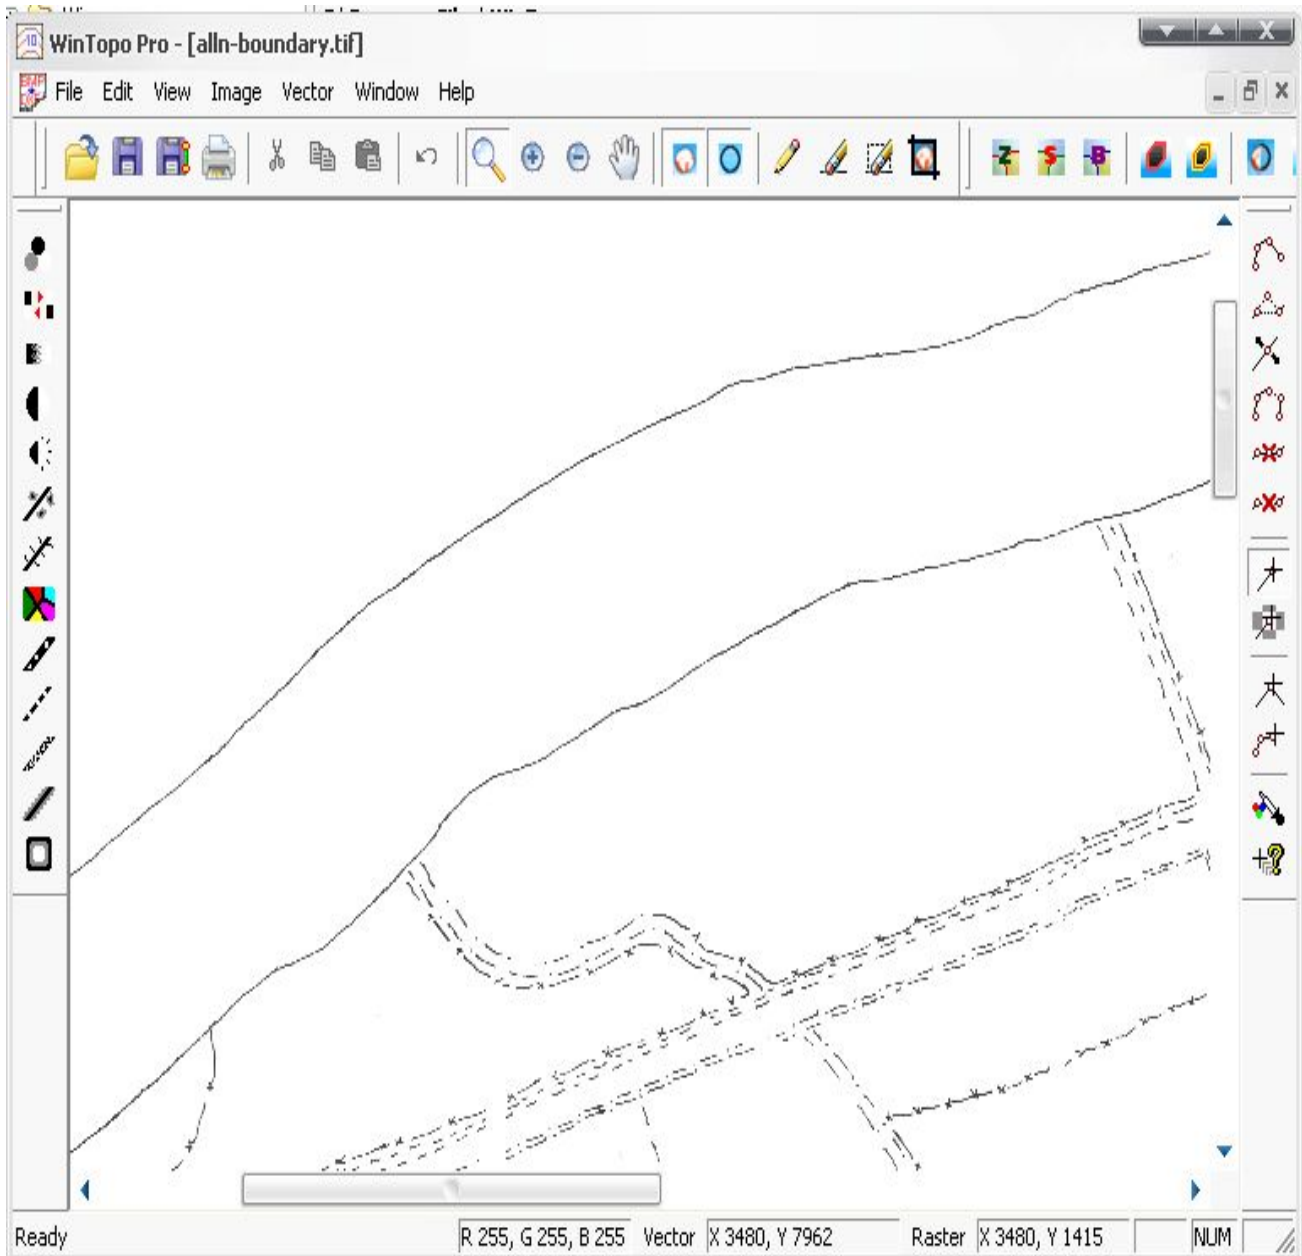 WinTopo Pro - [alln-boundary.tif]
File Edit View Image Vector Window Help
Z S B
Ready R 255, G 255, B 255 Vector X 3480, Y 7962 Raster X 3480, Y 1415 NUM